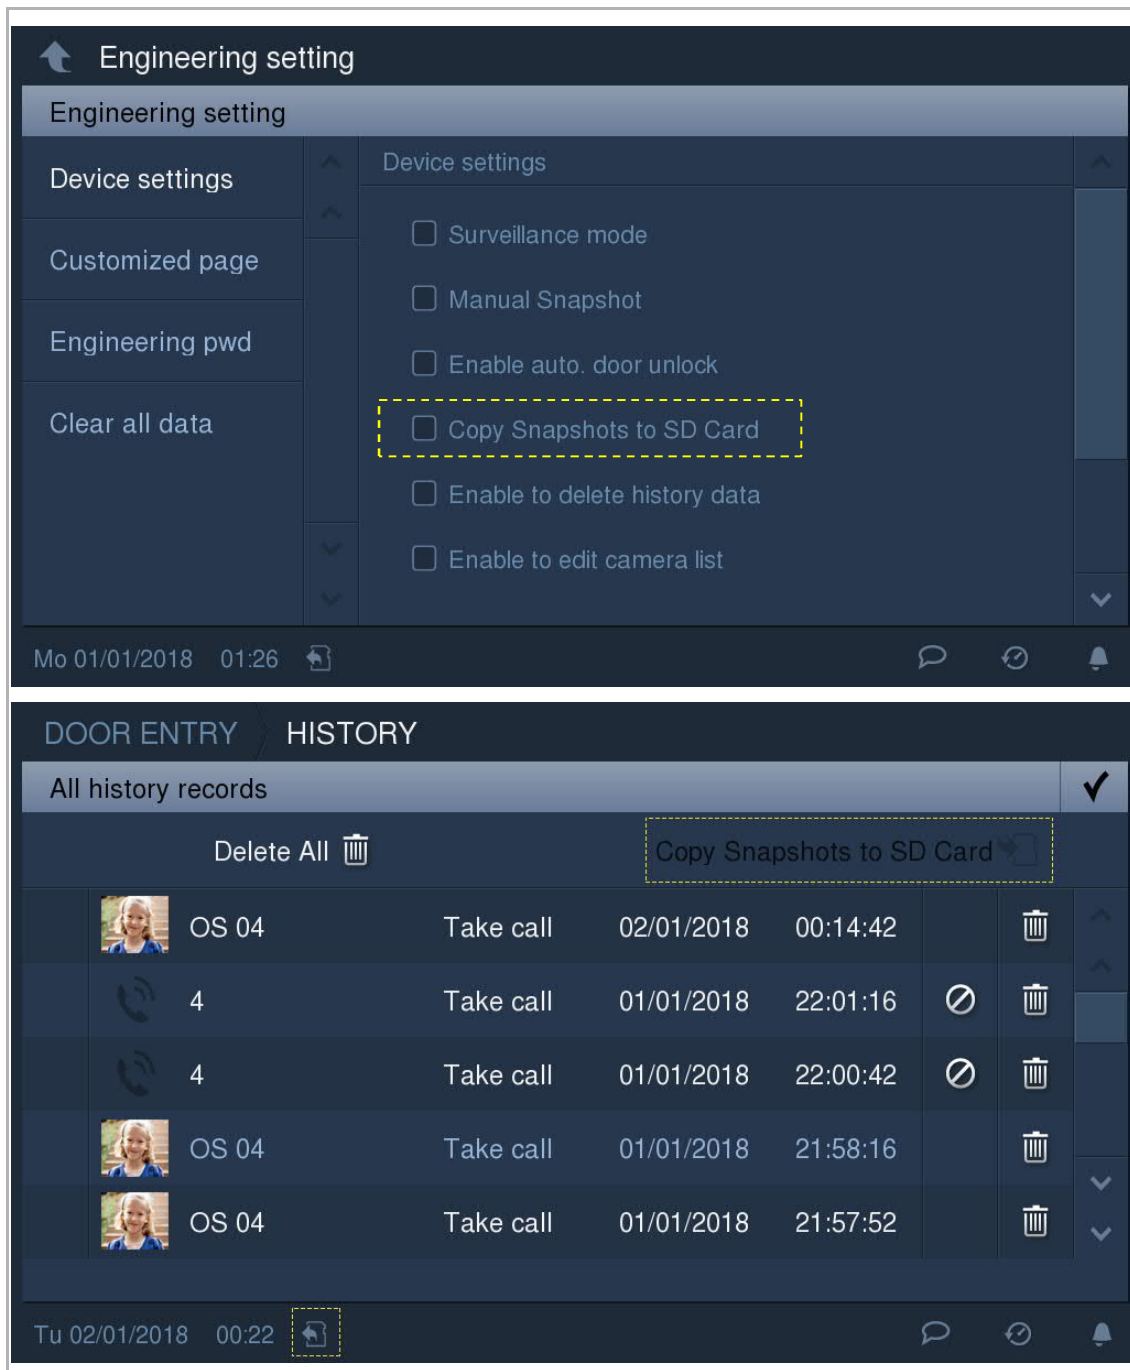 Engineering setting
Engineering setting
Device settings
Device settings
Surveillance mode
Customized page
Manual Snapshot
Engineering pwd
Enable auto. door unlock
Clear all data
Copy Snapshots to SD Card
Enable to delete history data
Enable to edit camera list
Mo 01/01/2018 01:26
DOOR ENTRY HISTORY
All history records
Delete All Copy Snapshots to SD Card
OS 04 Take call 02/01/2018 00:14:42
4 Take call 01/01/2018 22:01:16
4 Take call 01/01/2018 22:00:42
OS 04 Take call 01/01/2018 21:58:16
OS 04 Take call 01/01/2018 21:57:52
Tu 02/01/2018 00:22